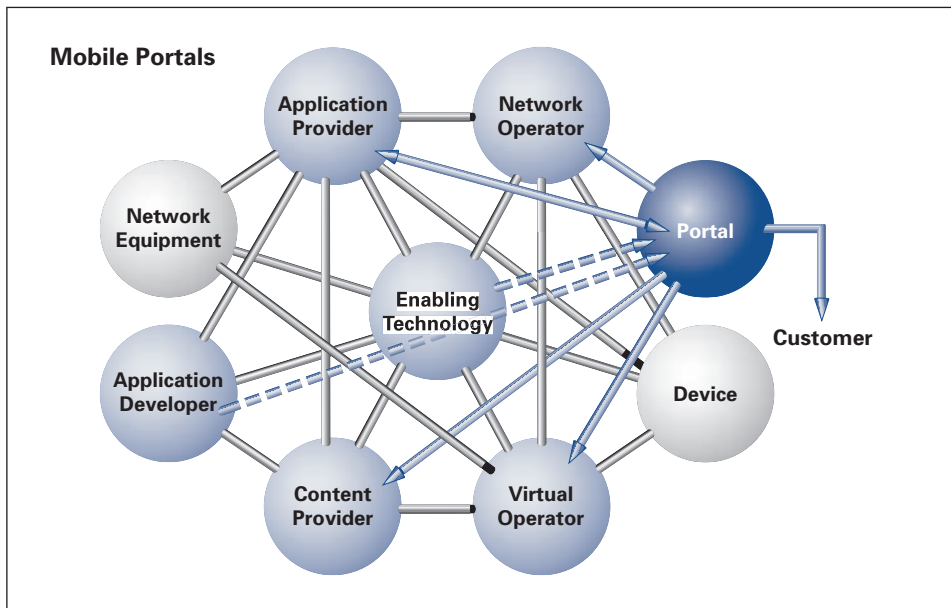 Mobile Portals
Application
Provider
Network
Operator
Network
Equipment
Portal
Enabling
Technology
Customer
Application
Developer
Device
Content
Provider
Virtual
Operator